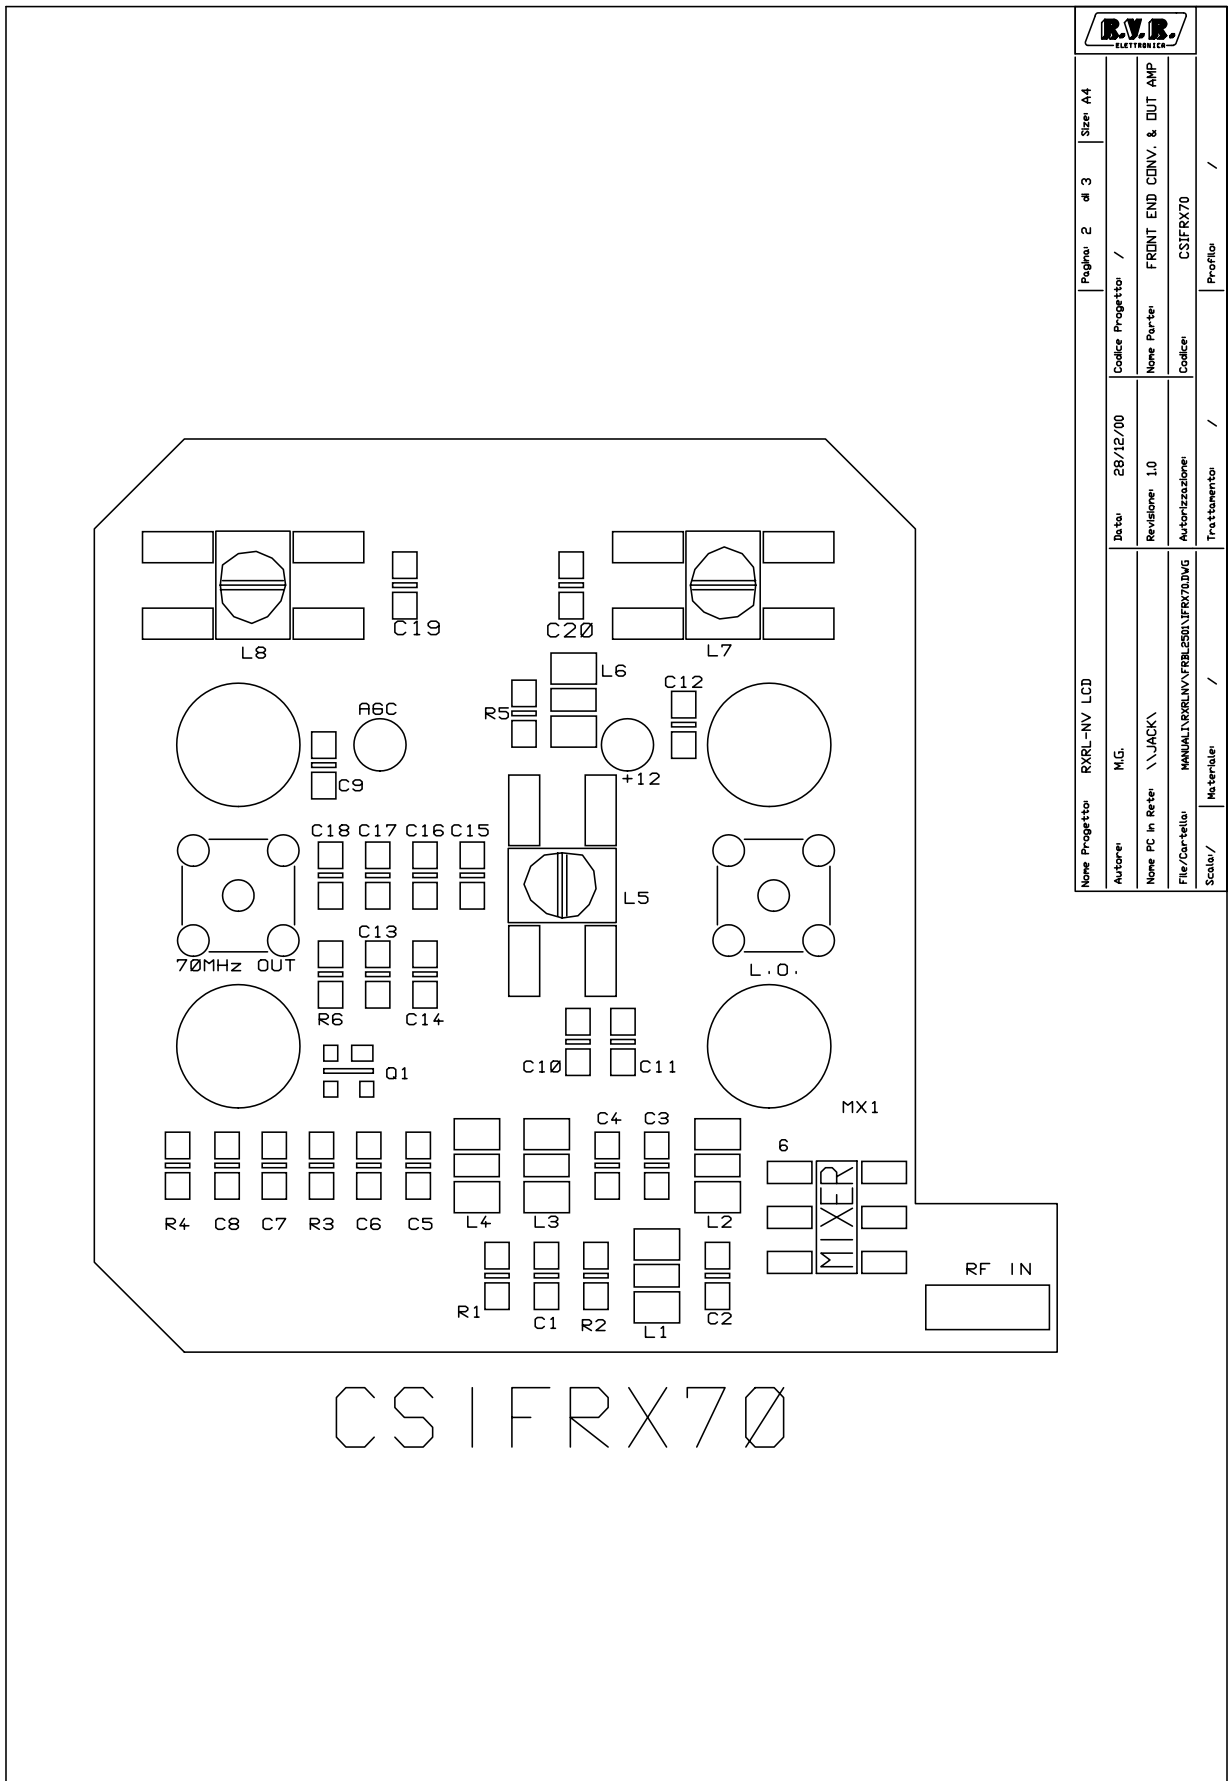 R.V.R.
ELETTRONICA
Nome Progetto: RXRL-NV LCD
Pagina: 2 di 3
Size: A4
Autore: M.G.
Data: 28/12/00
Codice Progetto: /
Nome PC in Rete: \\JACK\
Revisione: 1.0
Nome Parte: FRONT END CONV. & OUT AMP
File/Cartella: MANUALI\RXRLNV\FRBL2501\IFRX70.DWG
Autorizzazione:
Codice: CSIFRX70
Scala: /
Materiale: /
Trattamento: /
Profilo: /
C19
C20
L8
L7
L6
C12
R5
AGC
+12
C9
C18 C17 C16 C15
L5
C13
70MHz OUT
L.O.
R6
C14
C10
C11
Q1
MX1
C4
C3
6
MIXER
R4 C8 C7 R3 C6 C5 L4 L3 L2
RF IN
R1
C1
R2
L1
C2
CSIFRX70